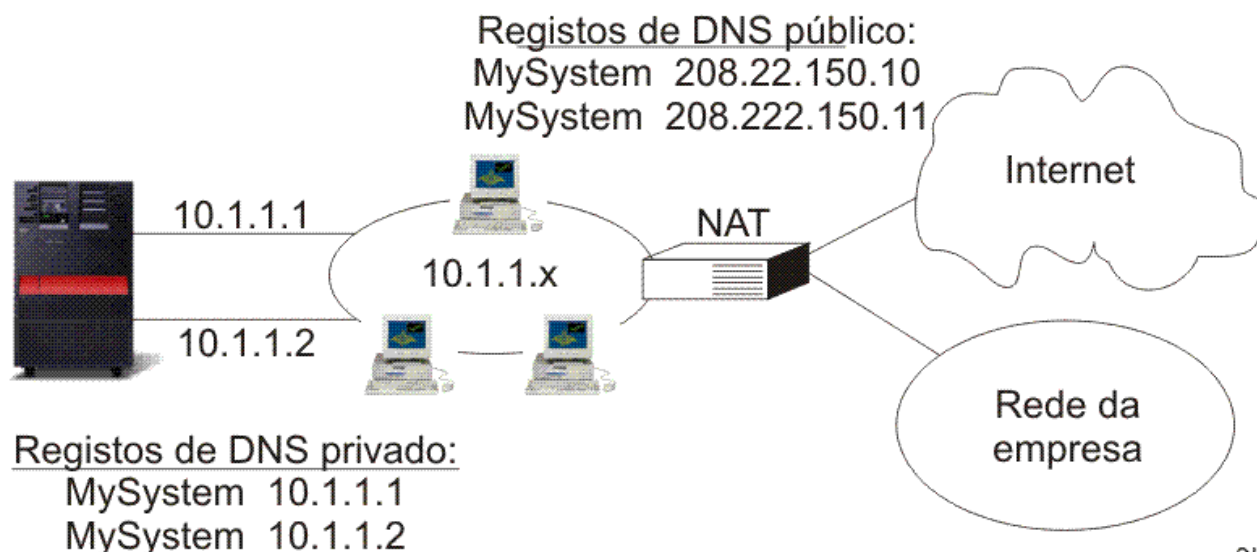 Registos de DNS público:
MySystem 208.22.150.10
MySystem 208.222.150.11
Internet
10.1.1.1
NAT
10.1.1.x
10.1.1.2
Rede da
empresa
Registos de DNS privado:
MySystem 10.1.1.1
MySystem 10.1.1.2